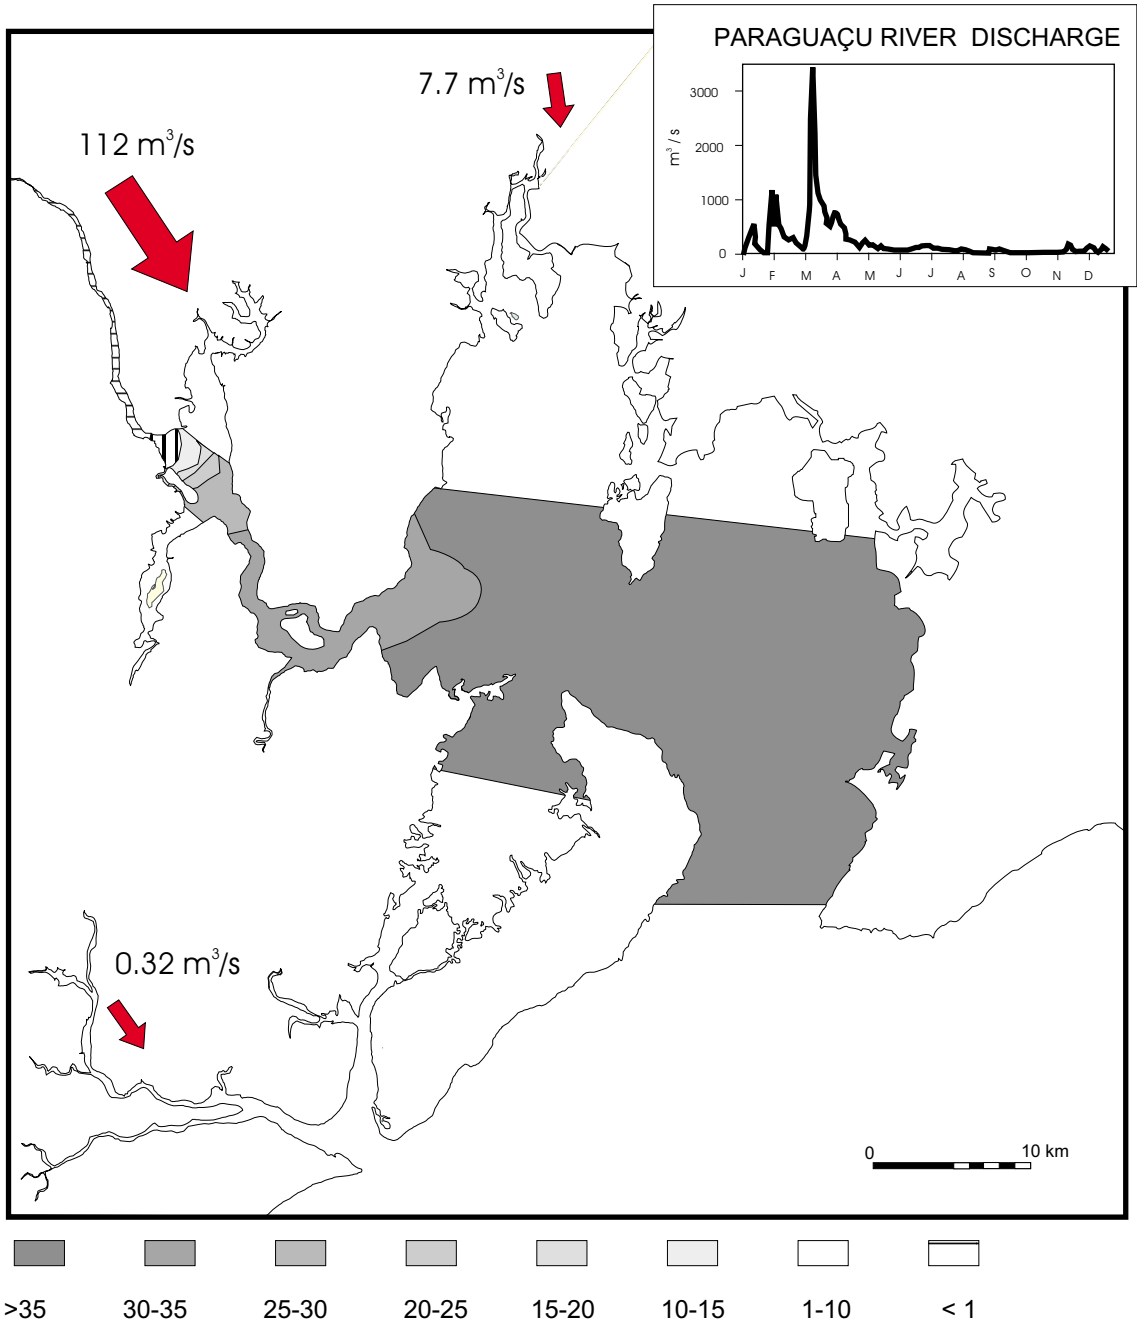 PARAGUAÇU RIVER DISCHARGE
m³ / s
3000
2000
1000
0
J F M A M J J A S O N D
7.7 m³/s
112 m³/s
0.32 m³/s
0 10 km
>35 30-35 25-30 20-25 15-20 10-15 1-10 < 1